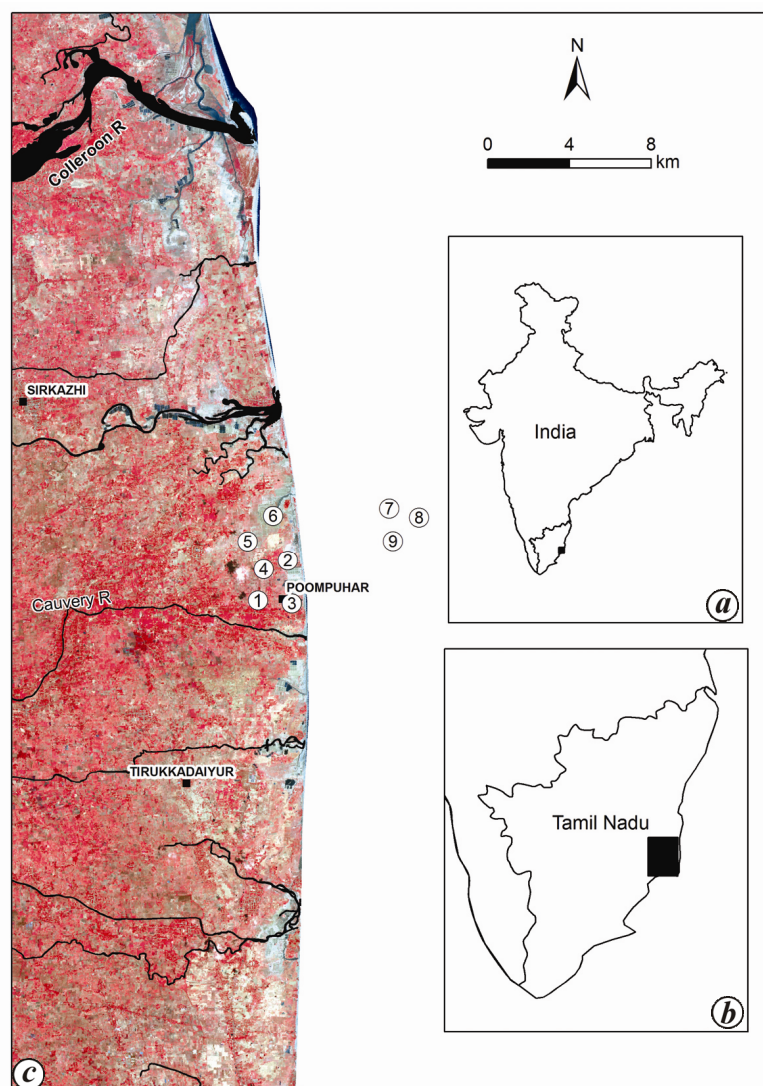 N
0 4 8
km
Colleroon R
SIRKAZHI
India
7
8
6
9
5
2
4
POOMPUHAR
1
3
Cauvery R
a
TIRUKKADAIYUR
Tamil Nadu
b
c